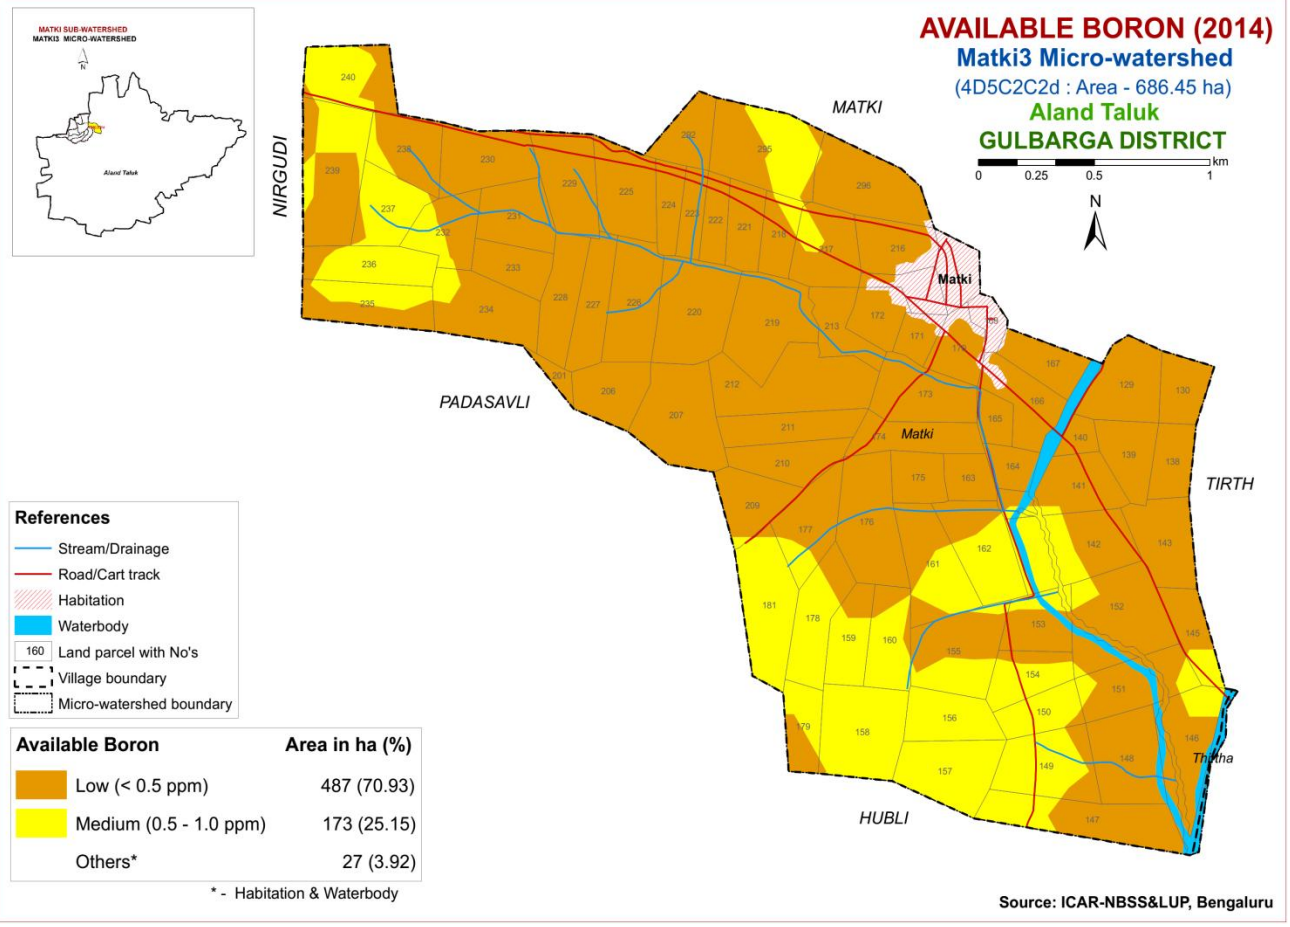 MATKI SUB-WATERSHED
MATKI3 MICRO-WATERSHED
N
Aland Taluk
AVAILABLE BORON (2014)
Matki3 Micro-watershed
(4D5C2C2d : Area - 686.45 ha)
Aland Taluk
GULBARGA DISTRICT
km
0 0.25 0.5 1
N
MATKI
NIRGUDI
PADASAVLI
TIRTH
HUBLI
Matki
Matki
240
282
295
238
230
239
229
225
296
237
224
223
222
221
218
217
216
231
232
236
233
235
234
228
227
226
220
219
213
172
171
170
169
167
129
130
201
206
207
212
173
166
165
211
174
140
139
138
210
175
163
164
141
209
177
176
162
142
143
161
181
178
159
160
152
153
145
155
154
151
156
150
179
158
146
157
149
148
147
References
Stream/Drainage
Road/Cart track
Habitation
Waterbody
160 Land parcel with No's
Village boundary
Micro-watershed boundary
Available Boron Area in ha (%)
Low (< 0.5 ppm) 487 (70.93)
Medium (0.5 - 1.0 ppm) 173 (25.15)
Others* 27 (3.92)
* - Habitation & Waterbody
Source: ICAR-NBSS&LUP, Bengaluru